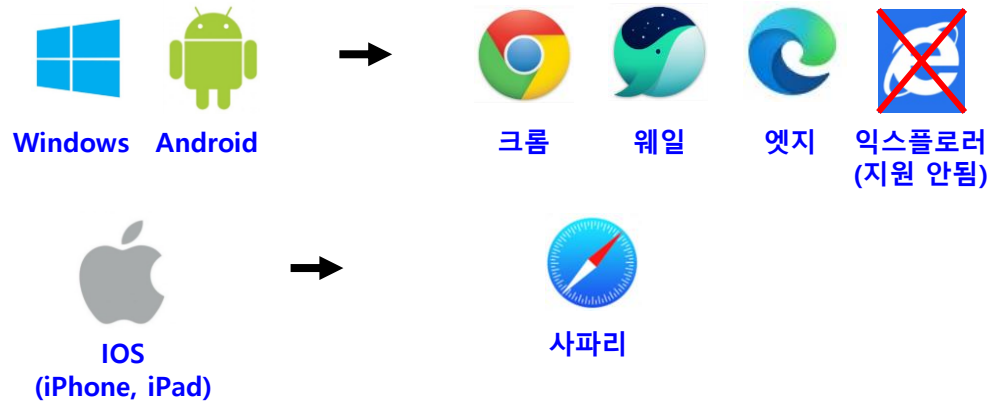 Windows Android
크롬 웨일 엣지 익스플로러
(지원 안됨)
IOS
(iPhone, iPad)
사파리